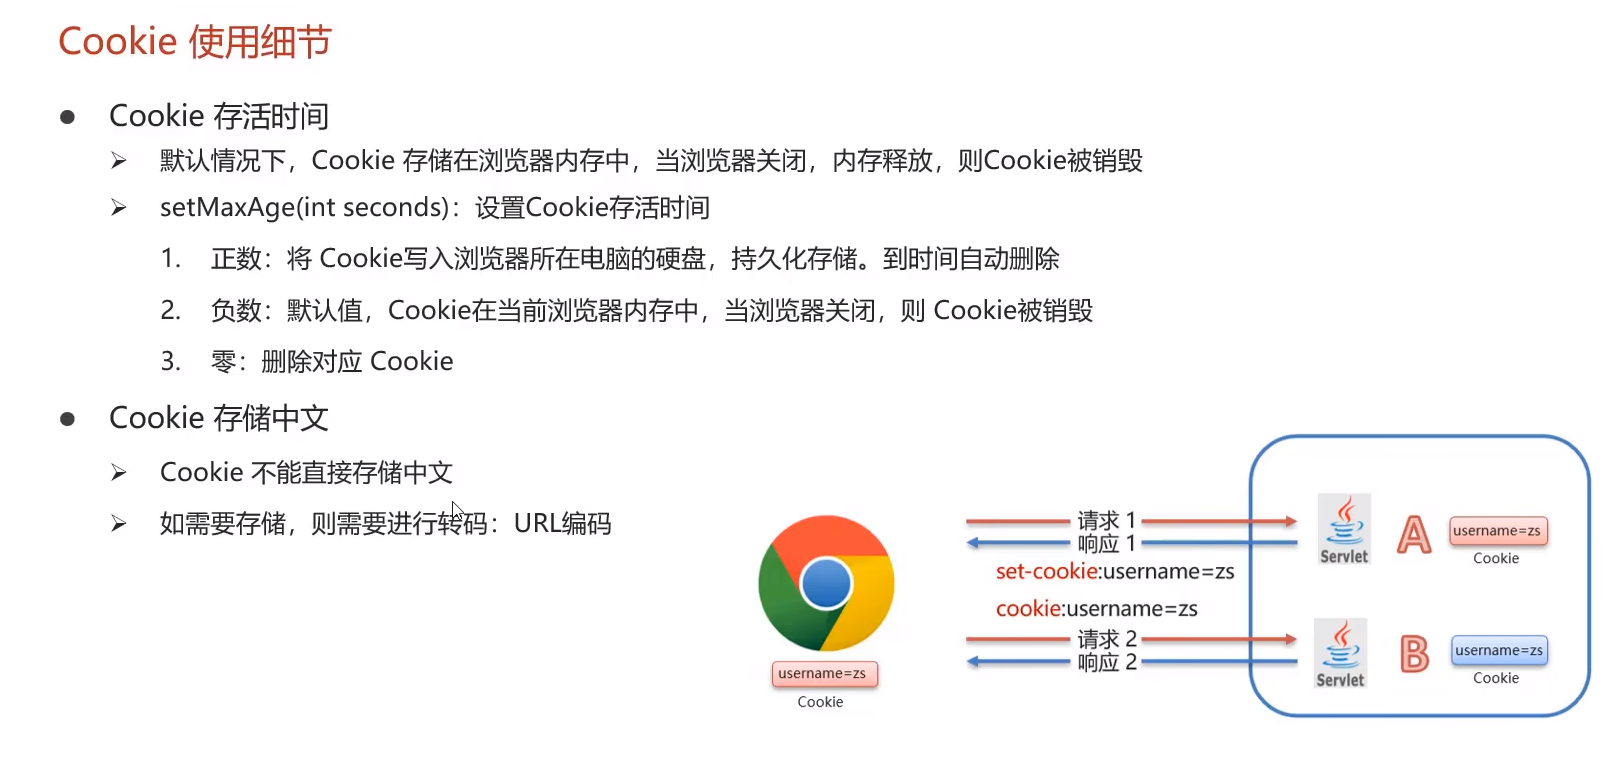 Cookie 使用细节
● Cookie 存活时间
➢ 默认情况下，Cookie 存储在浏览器内存中，当浏览器关闭，内存释放，则Cookie被销毁
➢ setMaxAge(int seconds)：设置Cookie存活时间
1. 正数：将 Cookie写入浏览器所在电脑的硬盘，持久化存储。到时间自动删除
2. 负数：默认值，Cookie在当前浏览器内存中，当浏览器关闭，则 Cookie被销毁
3. 零：删除对应 Cookie
● Cookie 存储中文
➢ Cookie 不能直接存储中文
➢ 如需要存储，则需要进行转码：URL编码
请求 1
响应 1
set-cookie:username=zs
cookie:username=zs
请求 2
响应 2
username=zs
Cookie
Servlet
A
username=zs
Cookie
Servlet
B
username=zs
Cookie